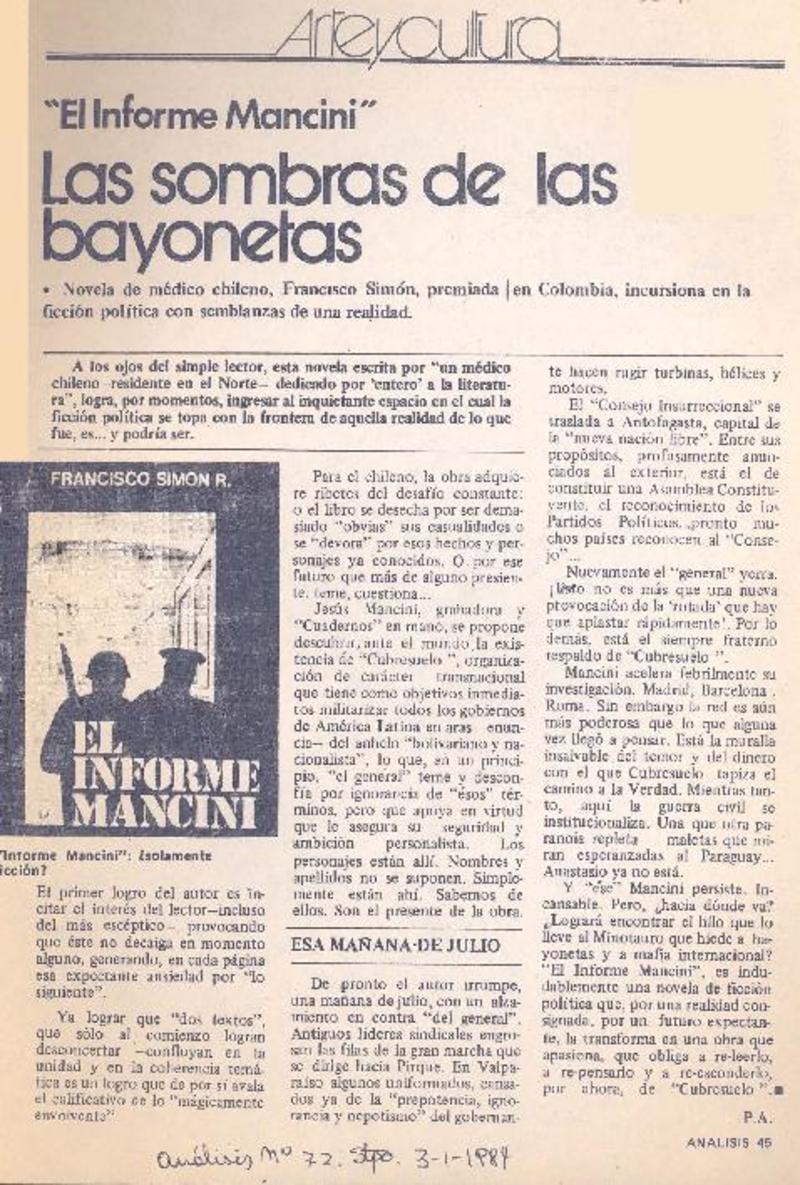 Arteycultura
"El Informe Mancini"
Las sombras de las
bayonetas
• Novela de médico chileno, Francisco Simón, premiada en Colombia, incursiona en la
ficción política con semblanzas de una realidad.
A los ojos del simple lector, esta novela escrita por "un médico
chileno –residente en el Norte– dedicado por 'entero' a la literatu-
ra", logra, por momentos, ingresar al inquietante espacio en el cual la
ficción política se topa con la frontera de aquella realidad de lo que
fue, es... y podría ser.
FRANCISCO SIMON R.
EL
INFORME
MANCINI
"Informe Mancini": ¿solamente
icción?
El primer logro del autor es in-
citar el interés del lector –incluso
del más escéptico– provocando
que éste no decaiga en momento
alguno, generando, en cada página
esa expectante ansiedad por "lo
siguiente".
Ya lograr que "dos textos",
que sólo al comienzo logran
desconcertar –confluyan en la
unidad y en la coherencia temá-
tica es un logro que de por sí avala
el calificativo de lo "mágicamente
envolvente"
Para el chileno, la obra adquie-
re ribetes del desafío constante:
o el libro se desecha por ser dema-
siado "obvias" sus casualidades o
se "devora" por esos hechos y per-
sonajes ya conocidos. O por ese
futuro que más de alguno presien-
te, teme, cuestiona...
Jesús Mancini, grabadora y
"Cuadernos" en mano, se propone
descubrir ante el mundo la exis-
tencia de "Cubresuelo", organiza-
ción de carácter transnacional
que tiene como objetivos inmedia-
tos militarizar todos los gobiernos
de América Latina en aras –enun-
cia– del anhelo "bolivariano y na-
cionalista", lo que, en un princi-
pio, "el general" teme y descon-
fía por ignorancia de "ésos" tér-
minos, pero que apoya en virtud
que le asegura su seguridad y
ambición personalista. Los
personajes están allí. Nombres y
apellidos no se suponen. Simple-
mente están ahí. Sabemos de
ellos. Son el presente de la obra.
ESA MAÑANA DE JULIO
De pronto el autor irrumpe,
una mañana de julio, con un alza-
miento en contra "del general".
Antiguos líderes sindicales engro-
san las filas de la gran marcha que
se dirige hacia Pirque. En Valpa-
raíso algunos uniformados, cansa-
dos ya de la "prepotencia, igno-
rancia y nepotismo" del gobernan-
te hacen rugir turbinas, hélices y
motores.
El "Consejo Insurreccional" se
traslada a Antofagasta, capital de
la "nueva nación libre". Entre sus
propósitos, profusamente anun-
ciados al exterior, está el de
constituir una Asamblea Constitu-
yente, el reconocimiento de los
Partidos Políticos, pronto mu-
chos países reconocen al "Conse-
jo"...
Nuevamente el "general" yerra.
¡Esto no es más que una nueva
provocación de la 'rotada' que hay
que aplastar rápidamente!. Por lo
demás, está el siempre fraterno
respaldo de "Cubresuelo".
Mancini acelera febrilmente su
investigación. Madrid, Barcelona,
Roma. Sin embargo la red es aún
más poderosa que lo que alguna
vez llegó a pensar. Está la muralla
insalvable del temor y del dinero
con el que Cubresuelo tapiza el
camino a la Verdad. Mientras tan-
to, aquí la guerra civil se
institucionaliza. Una que otra pa-
ranoia repleta maletas que mi-
ran esperanzadas al Paraguay...
Anastasio ya no está.
Y "ese" Mancini persiste. In-
cansable. Pero, ¿hacia dónde va?
¿Logrará encontrar el hilo que lo
lleve al Minotauro que hiede a ba-
yonetas y a mafia internacional?
"El Informe Mancini", es indu-
dablemente una novela de ficción
política que, por una realidad con-
signada, por un futuro expectan-
te, la transforma en una obra que
apasiona, que obliga a re-leerlo,
a re-pensarlo y a re-esconderlo,
por ahora, de "Cubresuelo".■
P.A.
ANALISIS 45
análisis Nº 72. Stgo. 3-1-1984